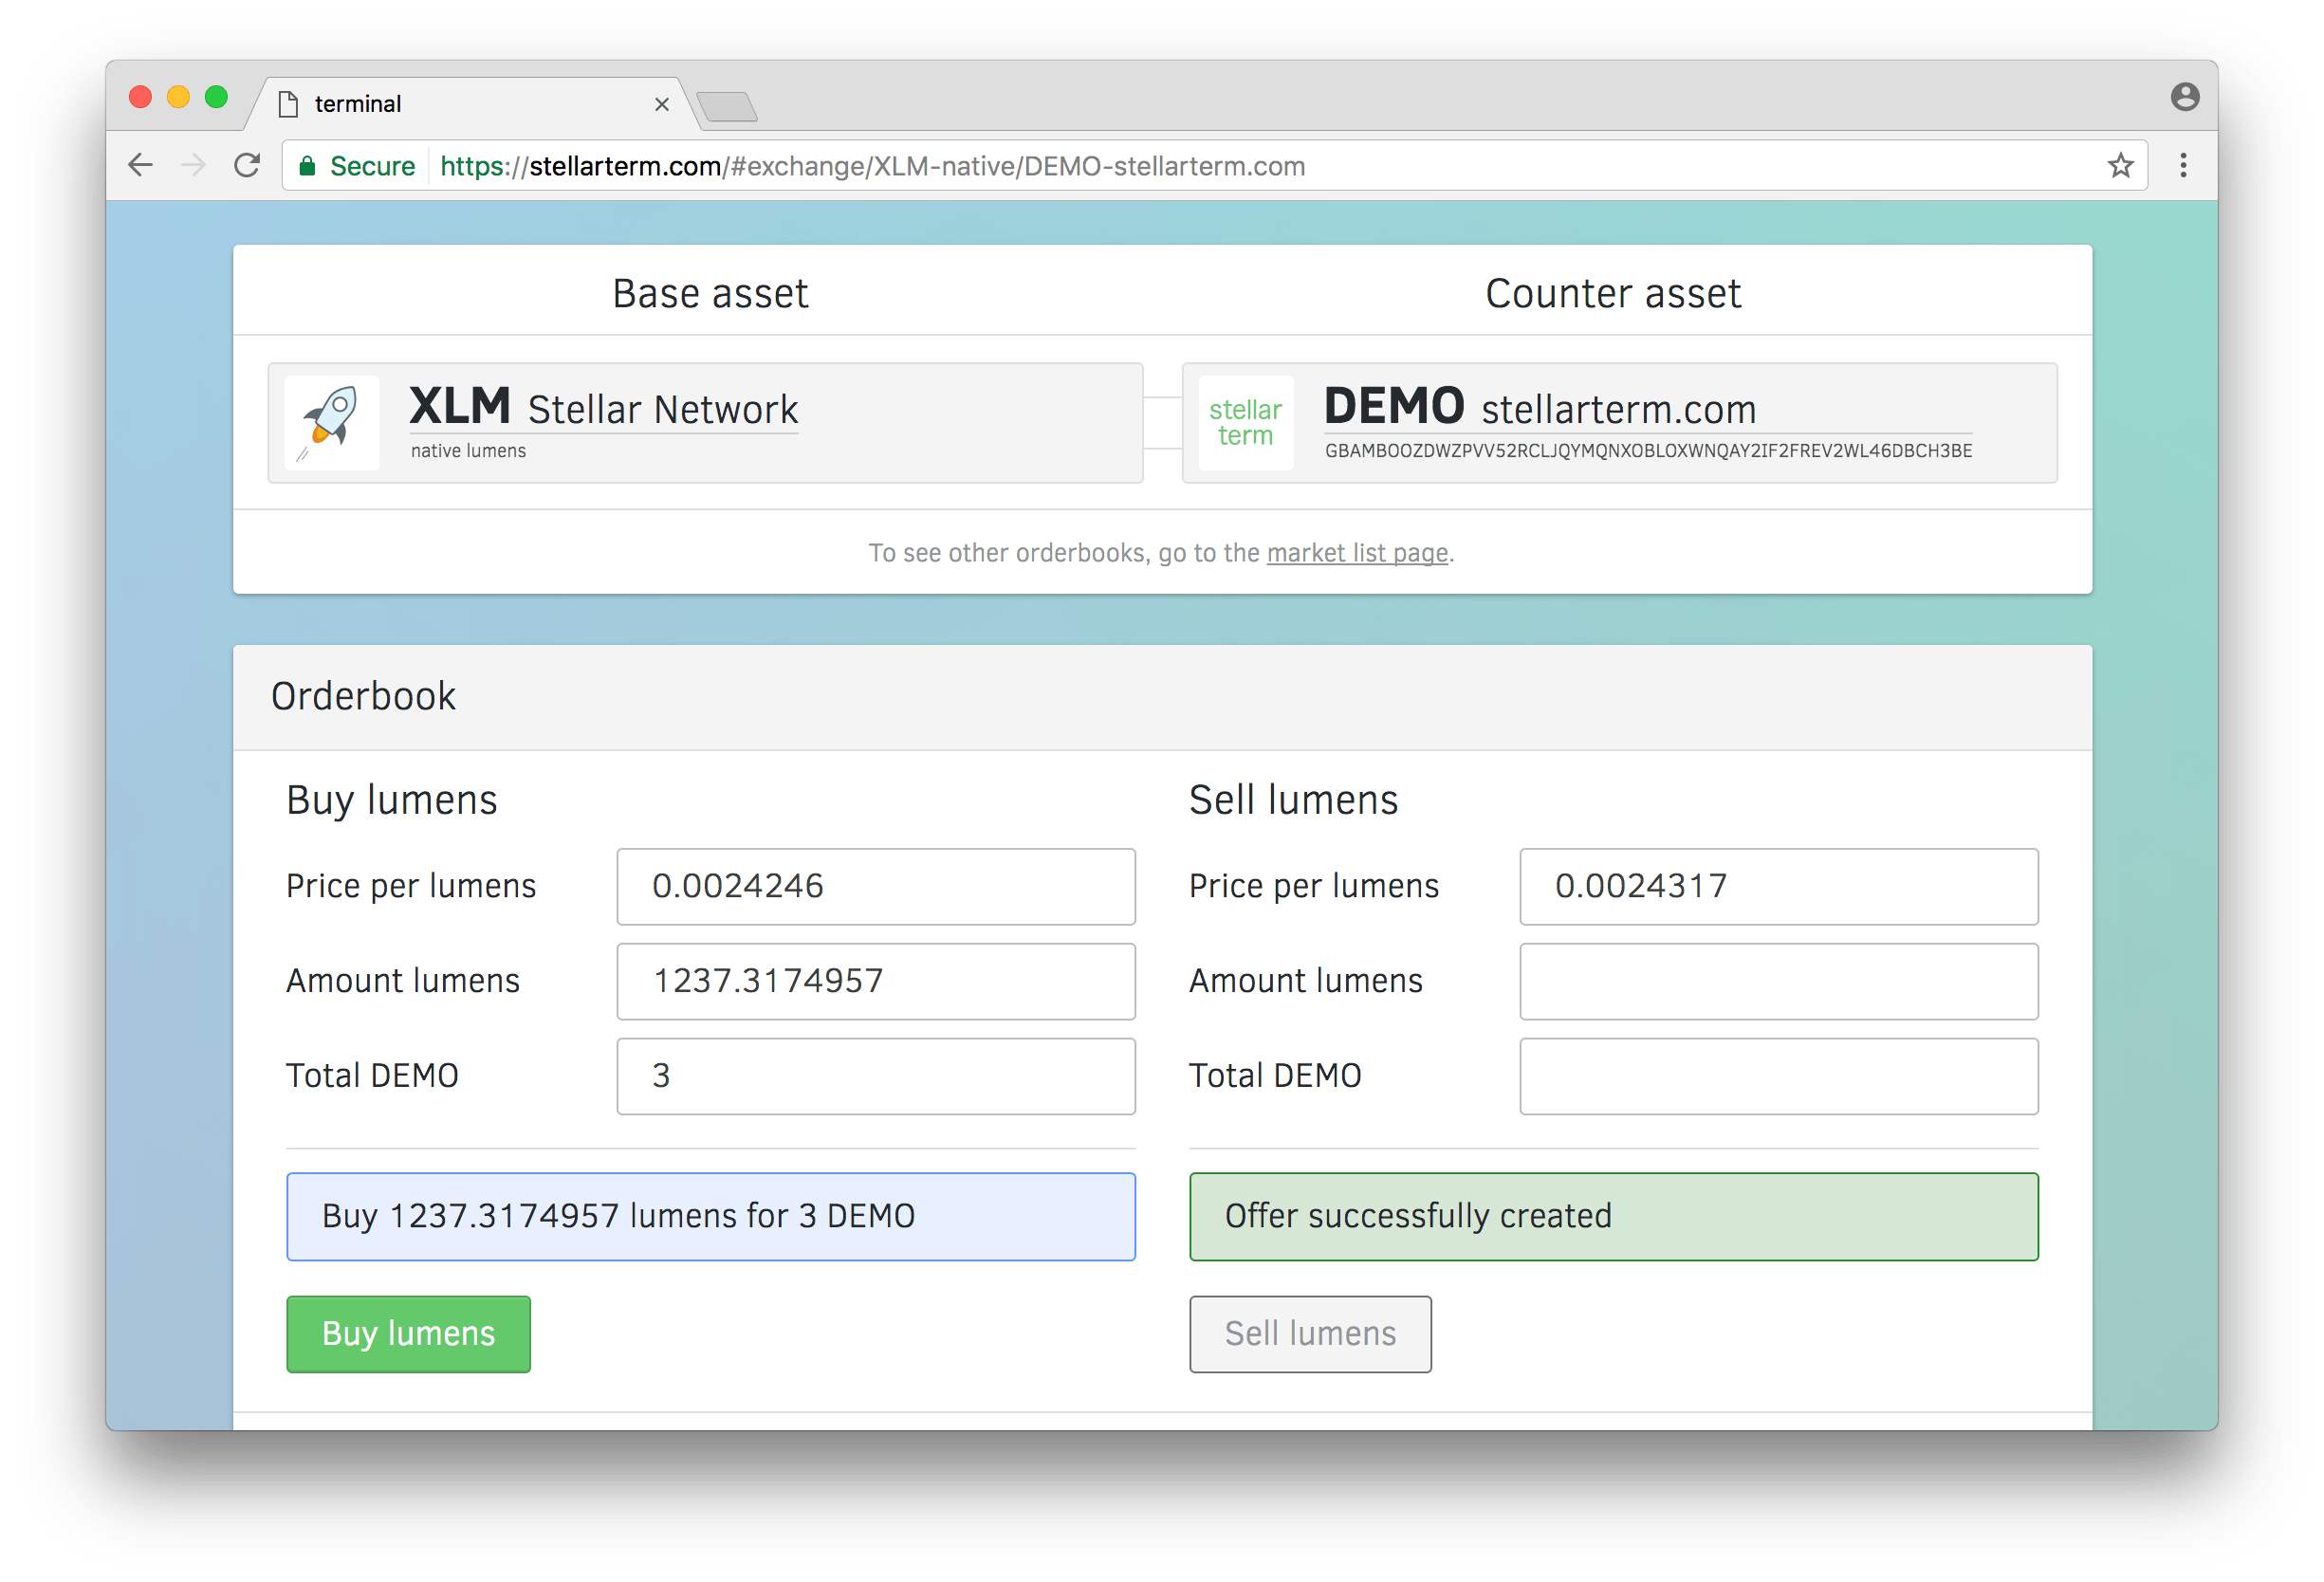 terminal
Secure https://stellarterm.com/#exchange/XLM-native/DEMO-stellarterm.com
Base asset
Counter asset
XLM Stellar Network
native lumens
stellar
term
DEMO stellarterm.com
GBAMBOOZDWZPVV52RCLJQYMQNXOBLOXWNQAY2IF2FREV2WL46DBCH3BE
To see other orderbooks, go to the market list page.
Orderbook
Buy lumens
Price per lumens 0.0024246
Amount lumens 1237.3174957
Total DEMO 3
Buy 1237.3174957 lumens for 3 DEMO
Buy lumens
Sell lumens
Price per lumens 0.0024317
Amount lumens
Total DEMO
Offer successfully created
Sell lumens